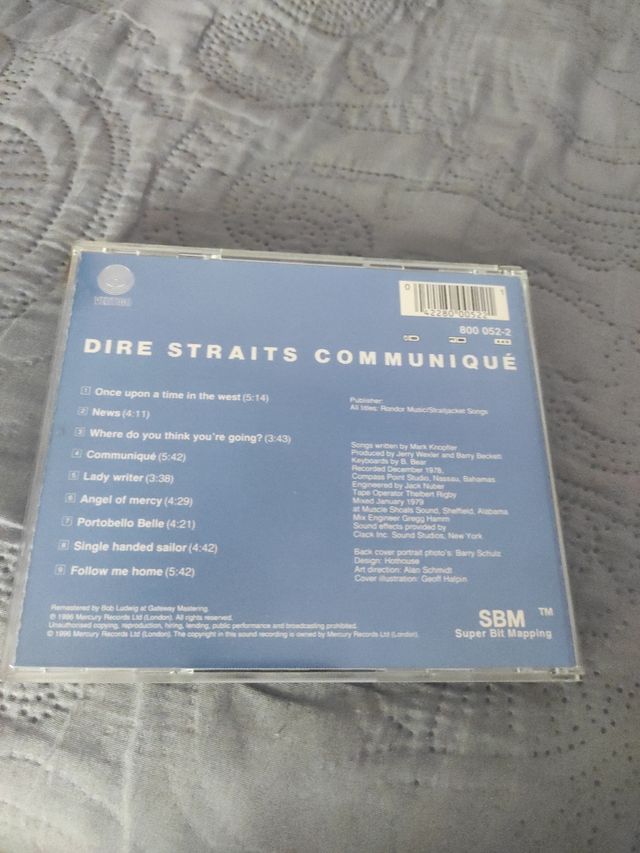 VERTIGO
0 42280 00522 1
800 052-2
DIRE STRAITS COMMUNIQUÉ
1 Once upon a time in the west (5:14)
2 News (4:11)
3 Where do you think you're going? (3:43)
4 Communiqué (5:42)
5 Lady writer (3:38)
6 Angel of mercy (4:29)
7 Portobello Belle (4:21)
8 Single handed sailor (4:42)
9 Follow me home (5:42)
Publisher:
All titles: Rondor Music/Straitjacket Songs
Songs written by Mark Knopfler
Produced by Jerry Wexler and Barry Beckett
Keyboards by B. Bear
Recorded December 1978,
Compass Point Studio, Nassau, Bahamas
Engineered by Jack Nuber
Tape Operator Thelbert Rigby
Mixed January 1979
at Muscle Shoals Sound, Sheffield, Alabama
Mix Engineer Gregg Hamm
Sound effects provided by
Clack Inc. Sound Studios, New York
Back cover portrait photo's: Barry Schulz
Design: Hothouse
Art direction: Alan Schmidt
Cover illustration: Geoff Halpin
Remastered by Bob Ludwig at Gateway Mastering.
℗ 1996 Mercury Records Ltd (London). All rights reserved.
Unauthorised copying, reproduction, hiring, lending, public performance and broadcasting prohibited.
© 1996 Mercury Records Ltd (London). The copyright in this sound recording is owned by Mercury Records Ltd (London).
SBM ™
Super Bit Mapping